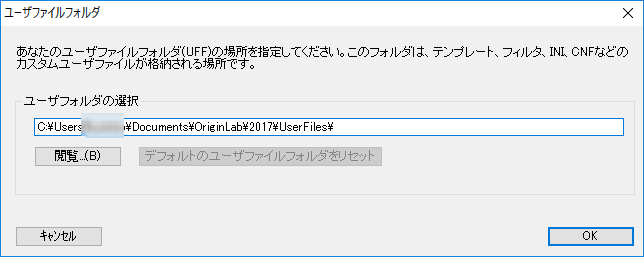 ユーザファイルフォルダ
あなたのユーザファイルフォルダ(UFF)の場所を指定してください。このフォルダは、テンプレート、フィルタ、INI、CNFなどの
カスタムユーザファイルが格納される場所です。
ユーザフォルダの選択
C:¥Users ¥Documents¥OriginLab¥2017¥UserFiles¥
閲覧...(B) デフォルトのユーザファイルフォルダをリセット
キャンセル OK